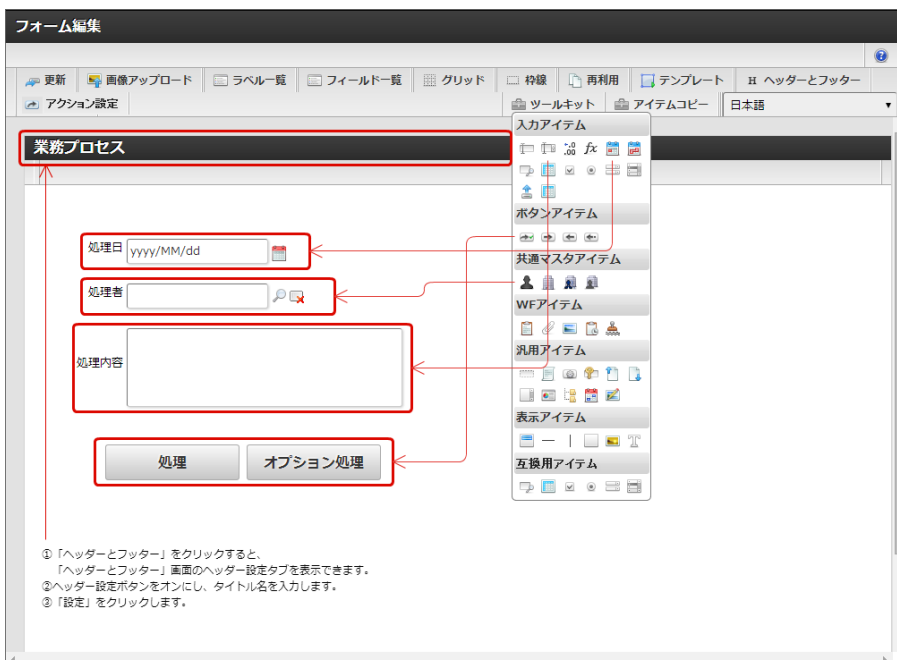 フォーム編集
更新 画像アップロード ラベル一覧 フィールド一覧 グリッド 枠線 再利用 テンプレート H ヘッダーとフッター
アクション設定 ツールキット アイテムコピー 日本語
業務プロセス
入力アイテム
fx
ボタンアイテム
共通マスタアイテム
WFアイテム
汎用アイテム
表示アイテム
互換用アイテム
処理日 yyyy/MM/dd
処理者
処理内容
処理 オプション処理
①「ヘッダーとフッター」をクリックすると、
「ヘッダーとフッター」画面のヘッダー設定タブを表示できます。
②ヘッダー設定ボタンをオンにし、タイトル名を入力します。
③「設定」をクリックします。